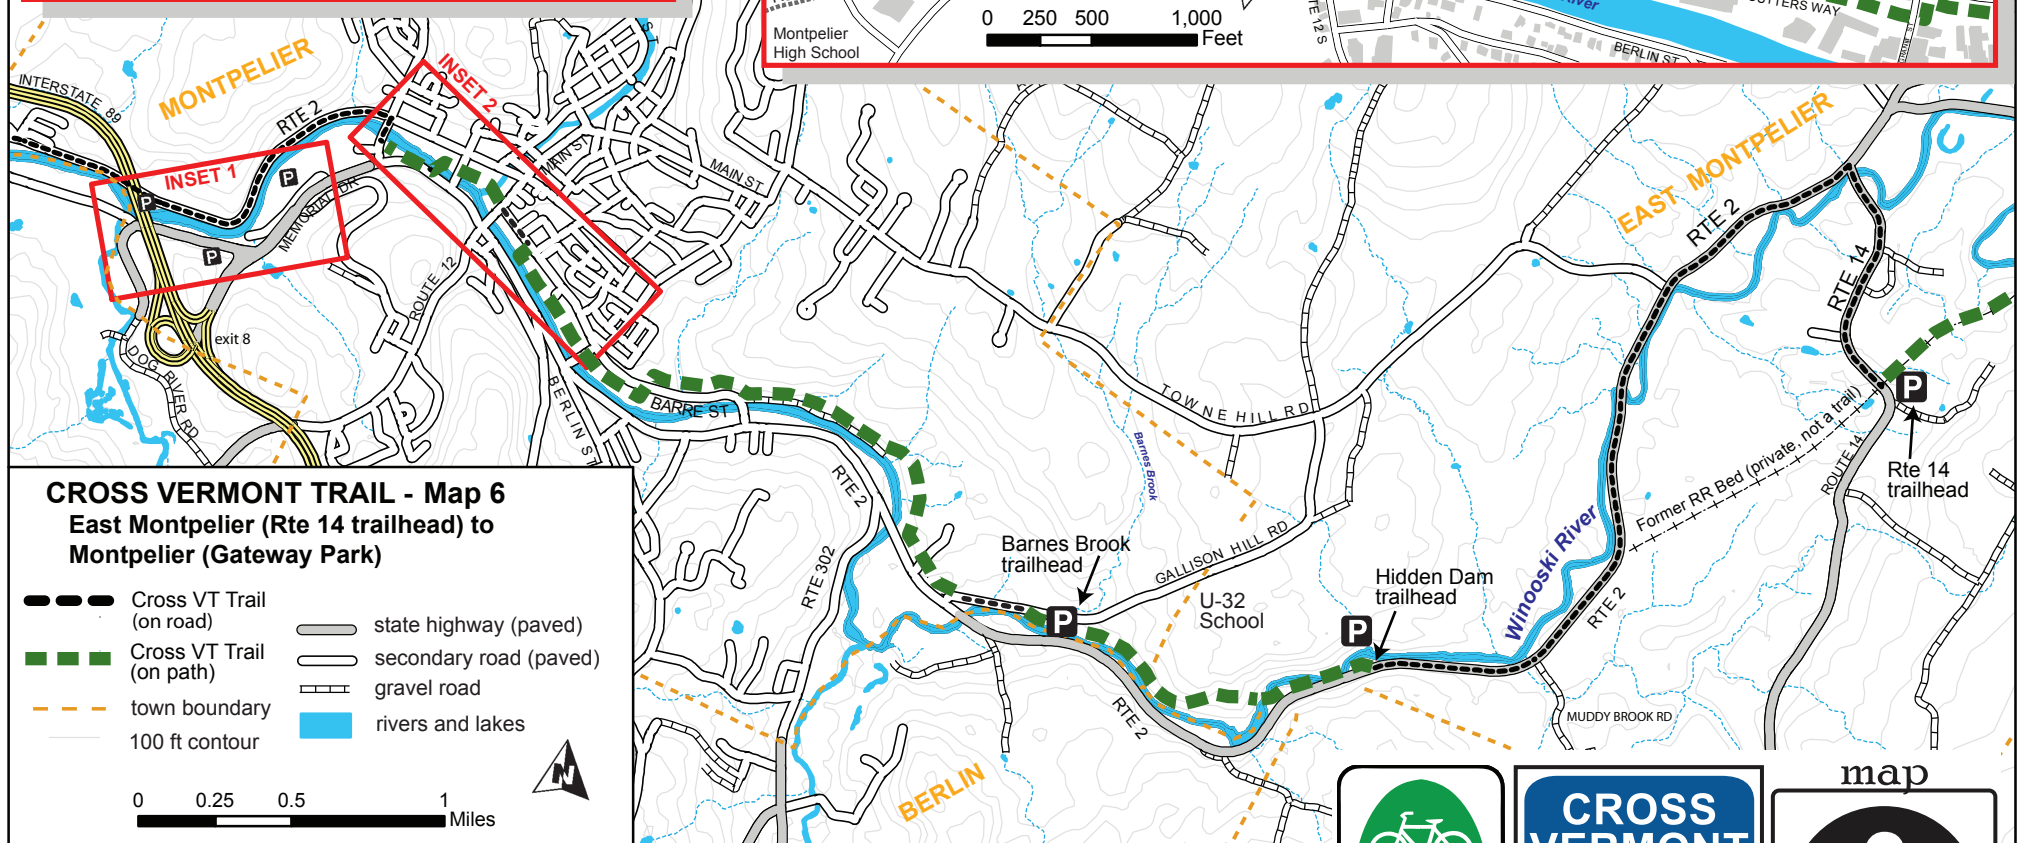 0 250 500 1,000
Feet
Montpelier
High School
TE 12 S
River
CUTTERS WAY
BERLIN ST
INTERSTATE 89
MONTPELIER
RTE 2
INSET 2
INSET 1
P
P
P
MEMORIAL DR
MAIN ST
MAIN ST
ROUTE 12
exit 8
DOG RIVER RD
BERLIN ST
BARRE ST
RTE 2
RTE 302
EAST MONTPELIER
RTE 2
RTE 14
TOWNE HILL RD
Barnes Brook
P
Former RR Bed (private, not a trail)
ROUTE 14
Rte 14
trailhead
Barnes Brook
trailhead
P
GALLISON HILL RD
U-32
School
Hidden Dam
trailhead
P
Winooski River
RTE 2
RTE 2
MUDDY BROOK RD
BERLIN
CROSS VERMONT TRAIL - Map 6
East Montpelier (Rte 14 trailhead) to
Montpelier (Gateway Park)
Cross VT Trail
(on road)
Cross VT Trail
(on path)
town boundary
100 ft contour
state highway (paved)
secondary road (paved)
gravel road
rivers and lakes
N
0 0.25 0.5 1
Miles
CROSS
VERMONT
map